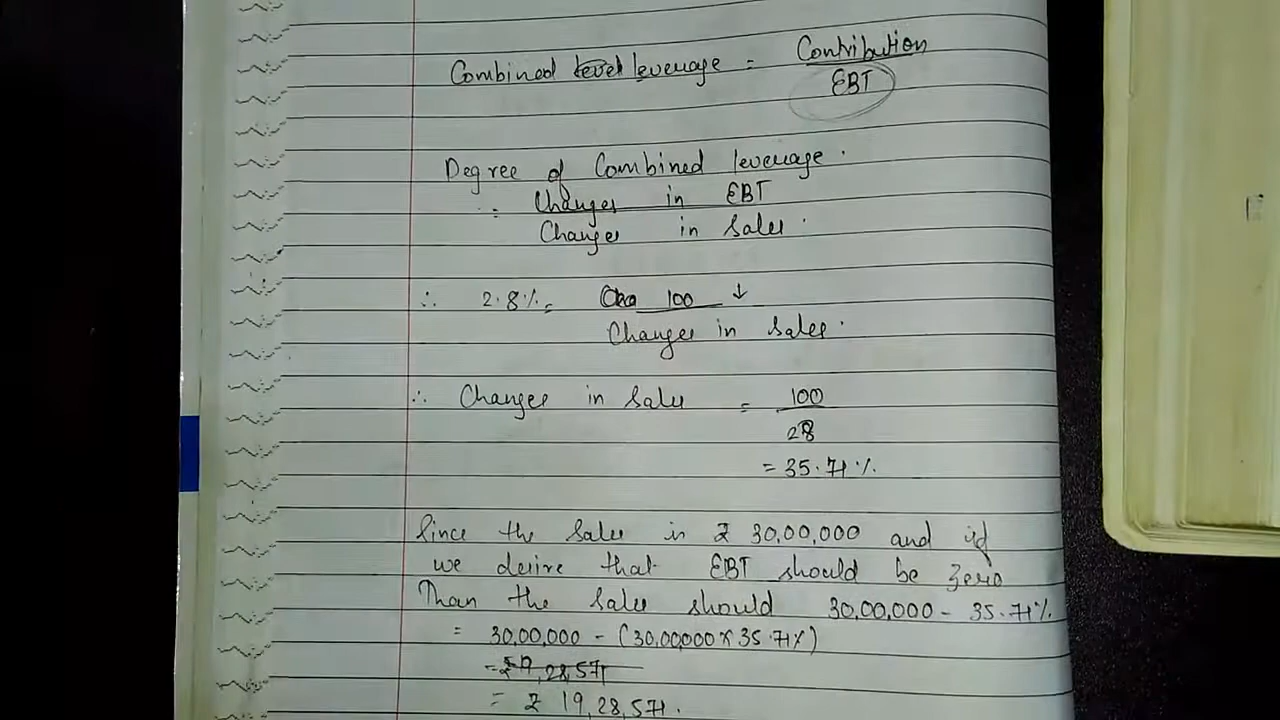 Combined level leverage = Contribution
EBT
Degree of Combined leverage.
= Changes in EBT
Changes in Sales.
∴ 2.8%= Cha 100 ↓
Changes in Sales.
∴ Changes in Sales = 100
28
= 35.71%
Since the Sales is ₹ 30,00,000 and if
we desire that EBT should be zero
Than the Sales should 30,00,000 - 35.71%
= 30,00,000 - (30,00,000 x 35.71%)
= ₹ 19,28,571.